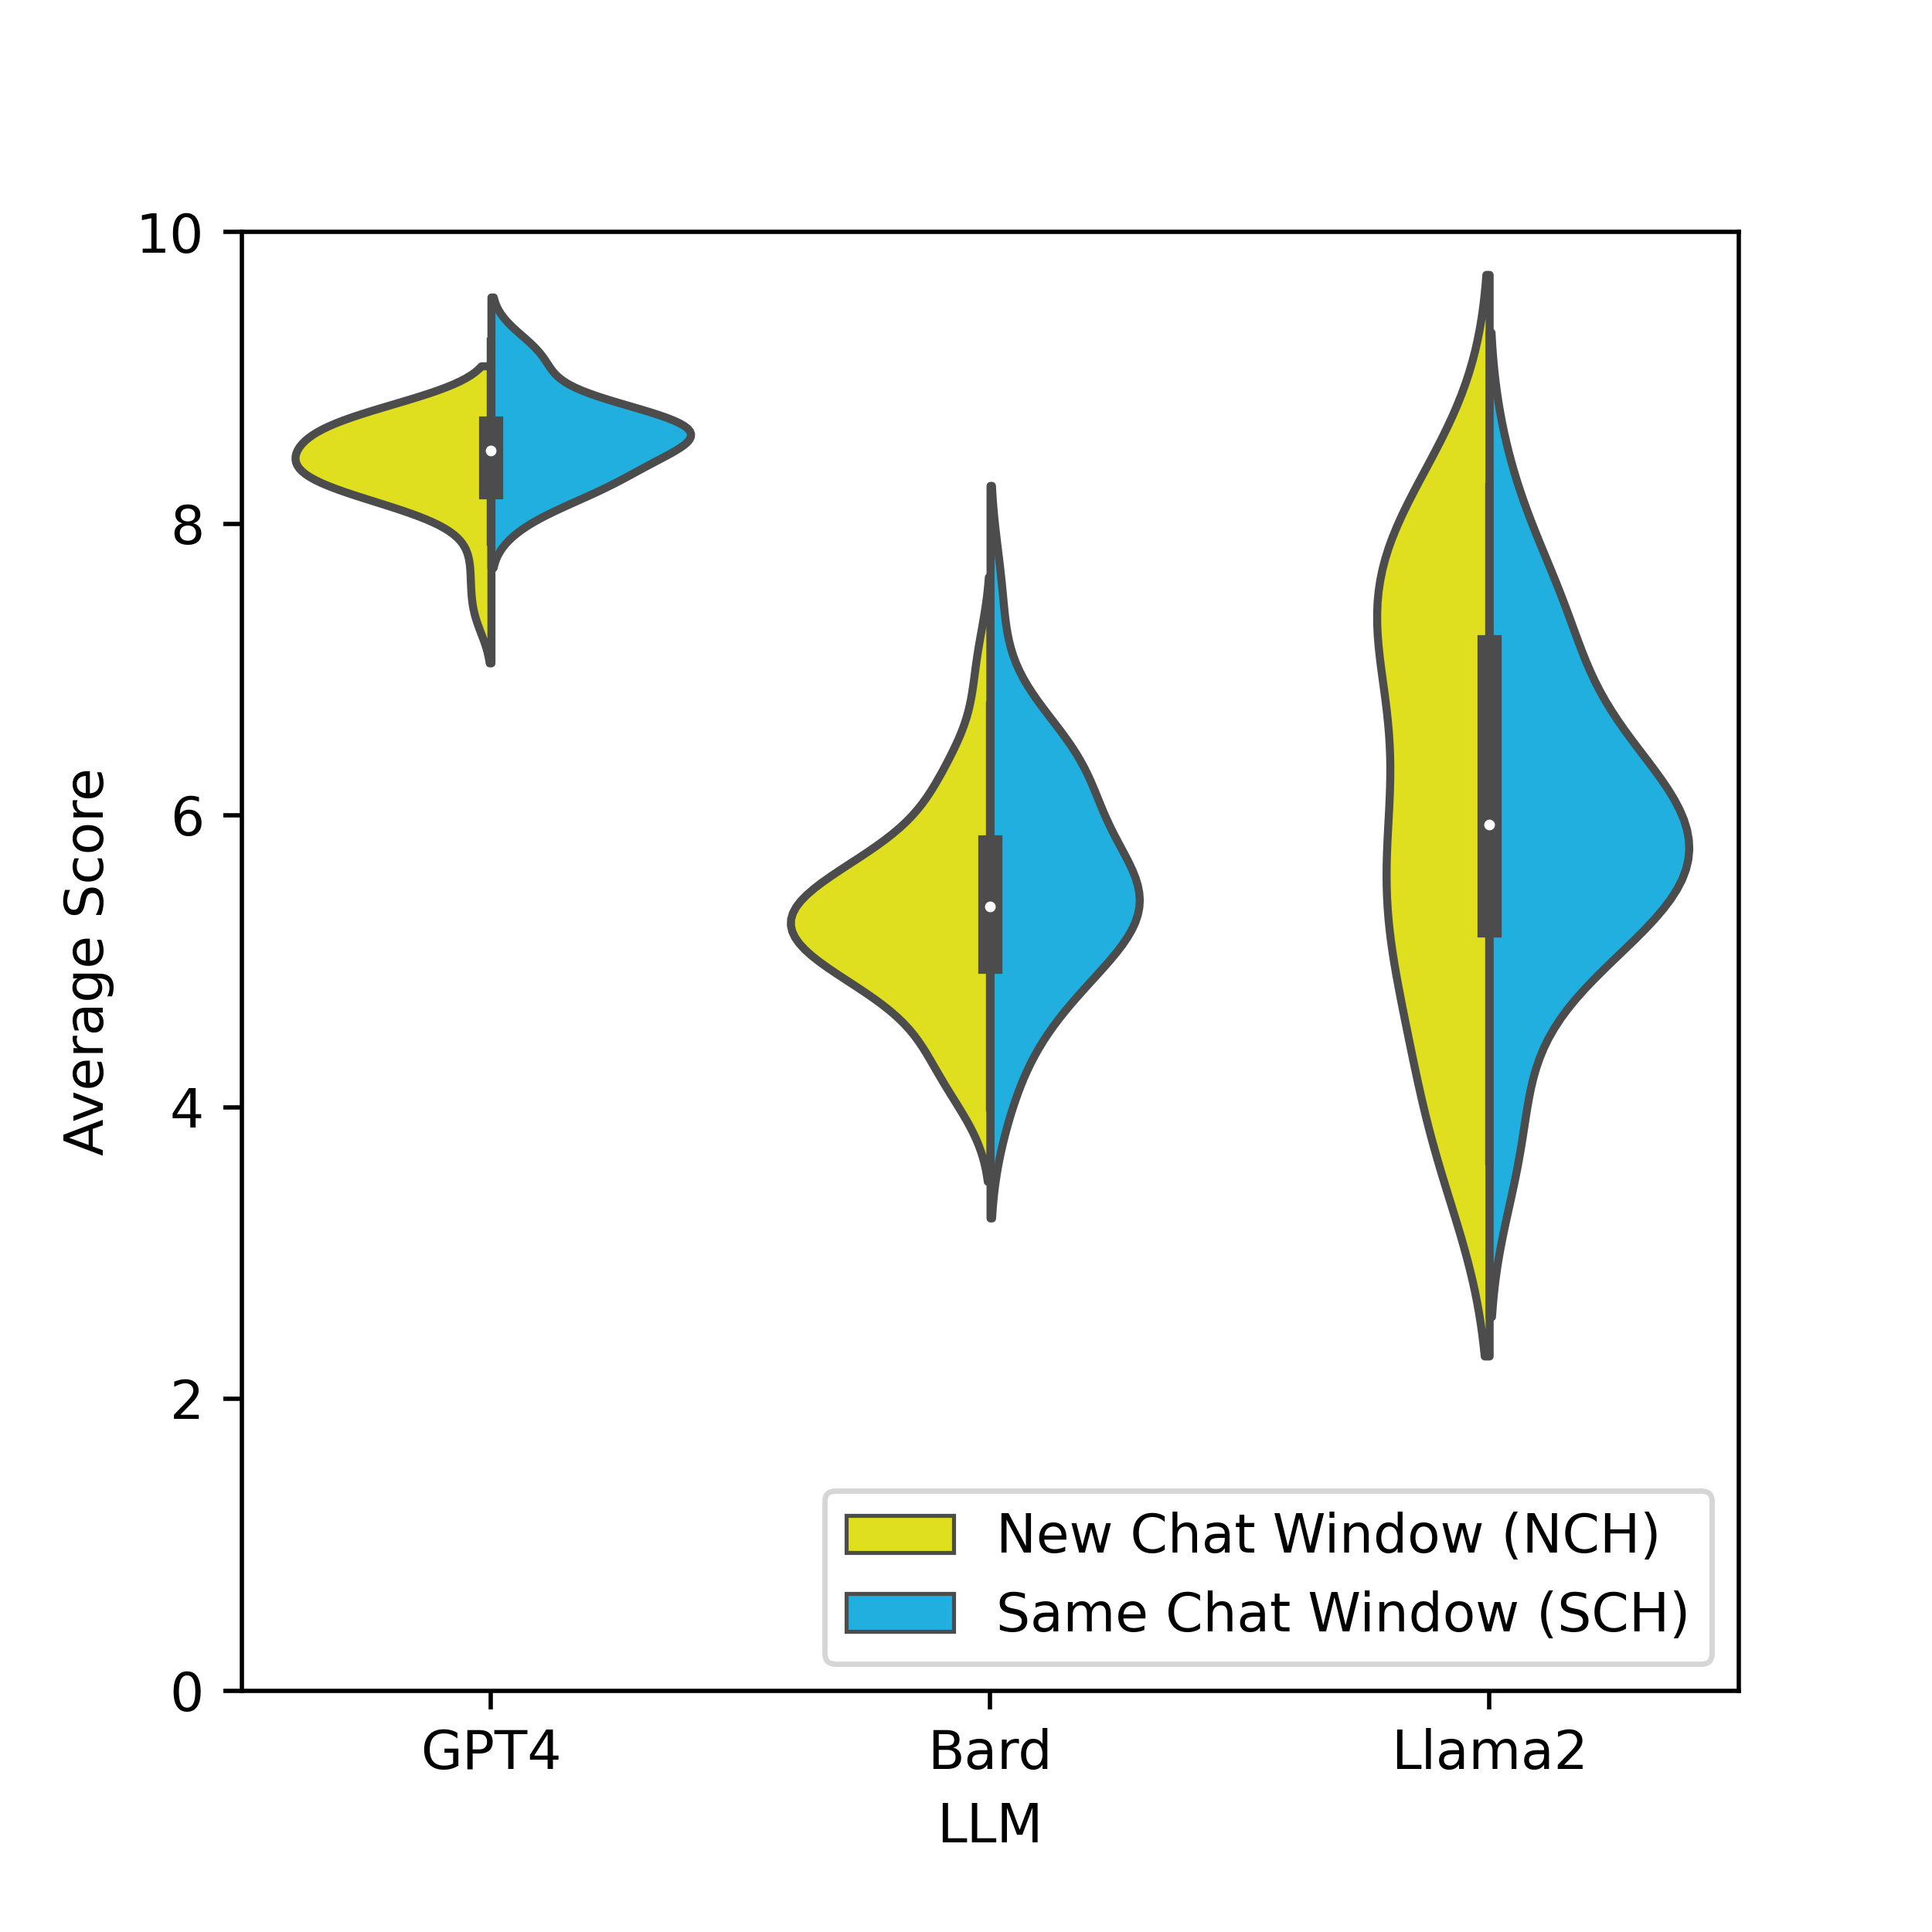 10
8
6
4
2
0
Average Score
New Chat Window (NCH)
Same Chat Window (SCH)
GPT4 Bard Llama2
LLM